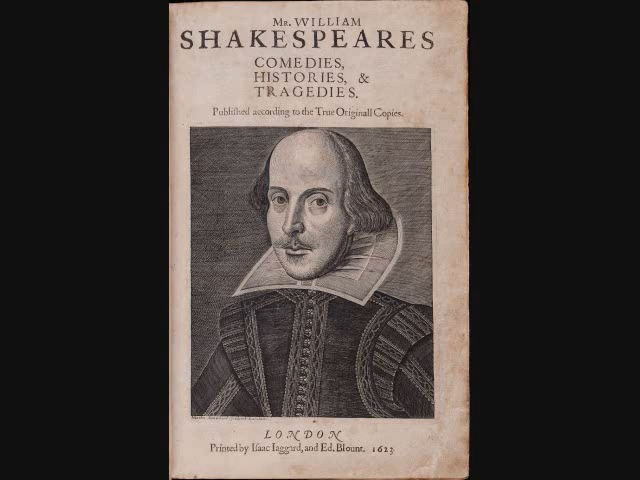 Mr. WILLIAM
SHAKESPEARES
COMEDIES,
HISTORIES, &
TRAGEDIES.
Publiſhed according to the True Originall Copies.
LONDON
Printed by Iſaac Iaggard, and Ed. Blount. 1623